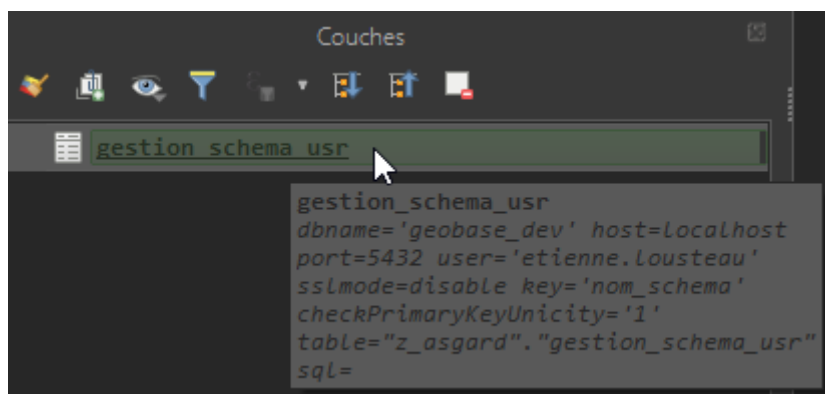 Couches
gestion_schema_usr
gestion_schema_usr
dbname='geobase_dev' host=localhost
port=5432 user='etienne.lousteau'
sslmode=disable key='nom_schema'
checkPrimaryKeyUnicity='1'
table="z_asgard"."gestion_schema_usr"
sql=